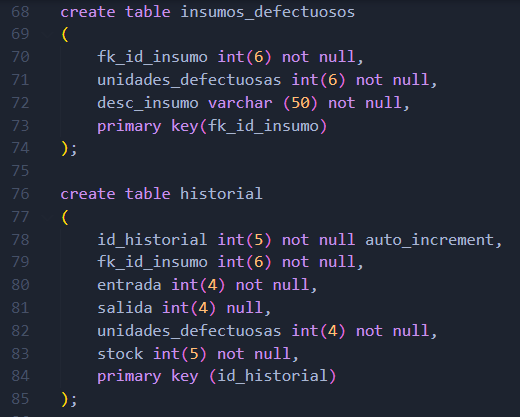 68 create table insumos_defectuosos
69 (
70 fk_id_insumo int(6) not null,
71 unidades_defectuosas int(6) not null,
72 desc_insumo varchar (50) not null,
73 primary key(fk_id_insumo)
74 );
75
76 create table historial
77 (
78 id_historial int(5) not null auto_increment,
79 fk_id_insumo int(6) not null,
80 entrada int(4) not null,
81 salida int(4) null,
82 unidades_defectuosas int(4) not null,
83 stock int(5) not null,
84 primary key (id_historial)
85 );